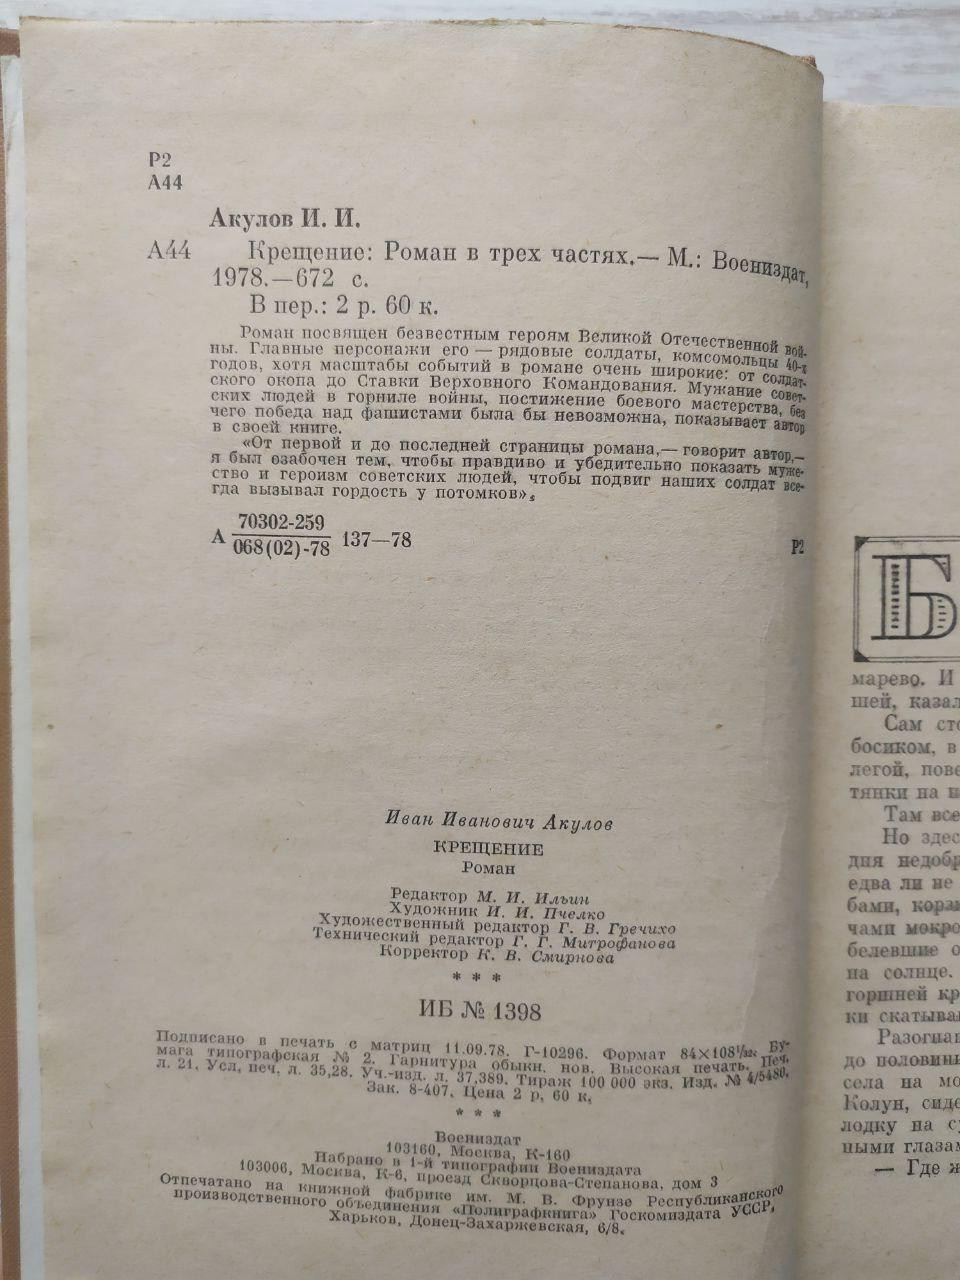 Р2
А44
Акулов И. И.
А44 Крещение: Роман в трех частях.— М.: Воениздат,
1978.—672 с.
В пер.: 2 р. 60 к.
Роман посвящен безвестным героям Великой Отечественной вой-
ны. Главные персонажи его — рядовые солдаты, комсомольцы 40-х
годов, хотя масштабы событий в романе очень широкие: от солдат-
ского окопа до Ставки Верховного Командования. Мужание совет-
ских людей в горниле войны, постижение боевого мастерства, без
чего победа над фашистами была бы невозможна, показывает автор
в своей книге.
«От первой и до последней страницы романа,— говорит автор,—
я был озабочен тем, чтобы правдиво и убедительно показать муже-
ство и героизм советских людей, чтобы подвиг наших солдат все-
гда вызывал гордость у потомков».
А 70302-259
068(02)-78 137—78 Р2
Иван Иванович Акулов
КРЕЩЕНИЕ
Роман
Редактор М. И. Ильин
Художник И. И. Пчелко
Художественный редактор Г. В. Гречихо
Технический редактор Г. Г. Митрофанова
Корректор К. В. Смирнова
* * *
ИБ № 1398
Подписано в печать с матриц 11.09.78. Г-10296. Формат 84×108¹/₃₂. Бу-
мага типографская № 2. Гарнитура обыкн. нов. Высокая печать. Печ.
л. 21. Усл. печ. л. 35,28. Уч.-изд. л. 37,389. Тираж 100 000 экз. Изд. № 4/5480.
Зак. 8-407. Цена 2 р. 60 к.
* * *
Воениздат
103160, Москва, К-160
Набрано в 1-й типографии Воениздата
103006, Москва, К-6, проезд Скворцова-Степанова, дом 3
Отпечатано на книжной фабрике им. М. В. Фрунзе Республиканского
производственного объединения «Полиграфкнига» Госкомиздата УССР,
Харьков, Донец-Захаржевская, 6/8.
Б
марево. И
шей, казал
Сам сто
босиком, в
легой, пове
тянки на н
Там все
Но здес
дня недобр
едва ли не
бами, корза
чами мокро
белевшие о
на солнце.
горшней кр
ки скатыва
Разогна
до половин
села на мо
Колун, сиде
лодку на су
ными глаза
— Где ж